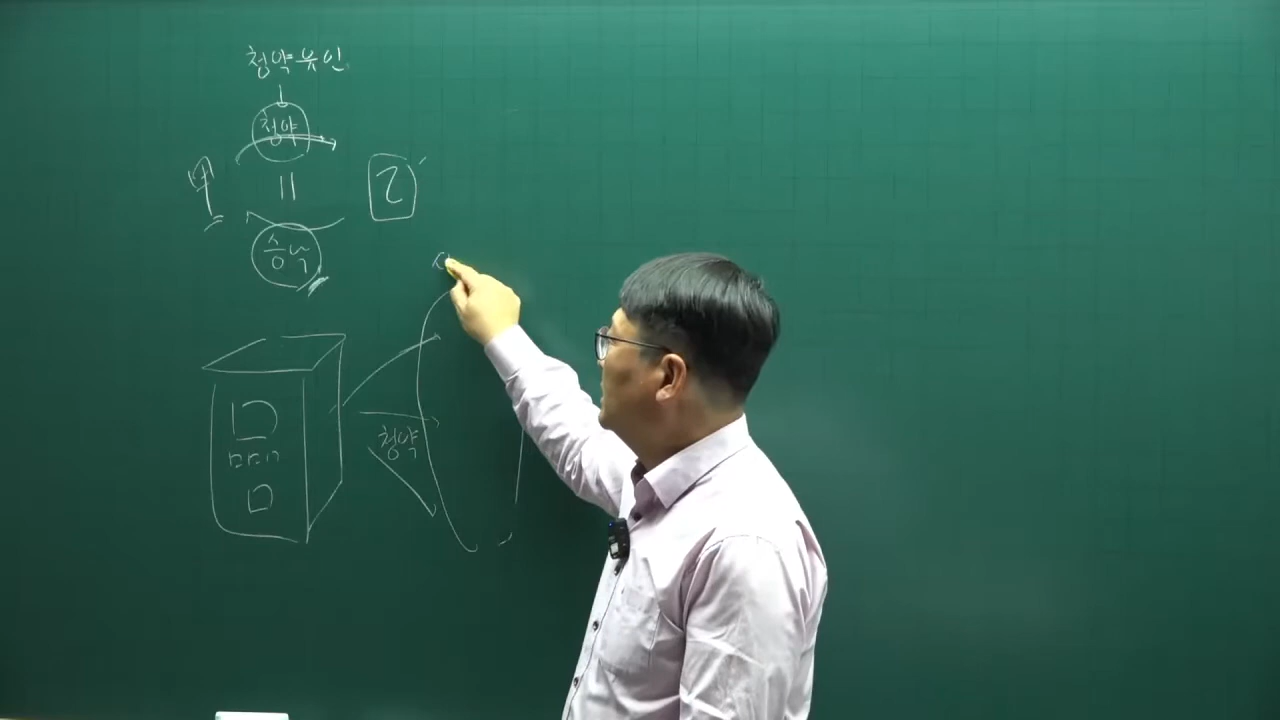 청약유인
청약
甲 = 乙
승낙
청약